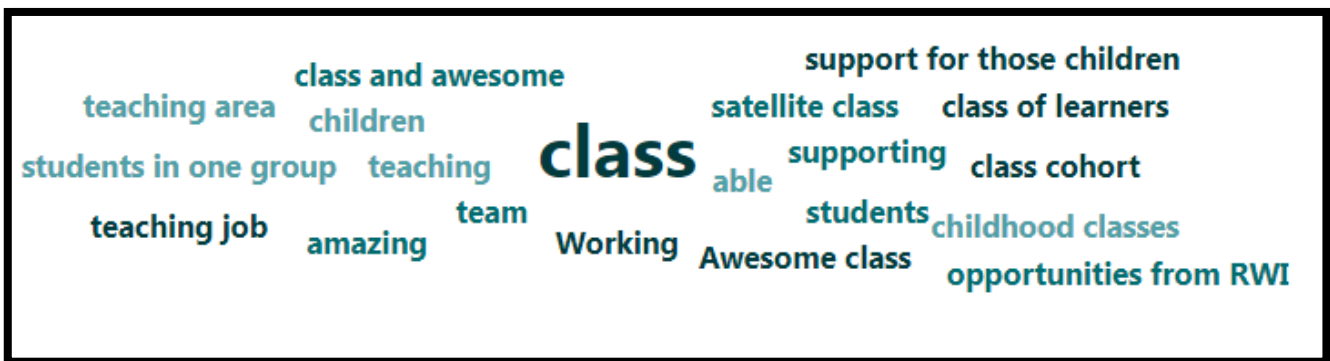 support for those children
class and awesome
teaching area
satellite class
class of learners
children
class
supporting
students in one group
teaching
class cohort
able
team
students
teaching job
childhood classes
amazing
Working
Awesome class
opportunities from RWI